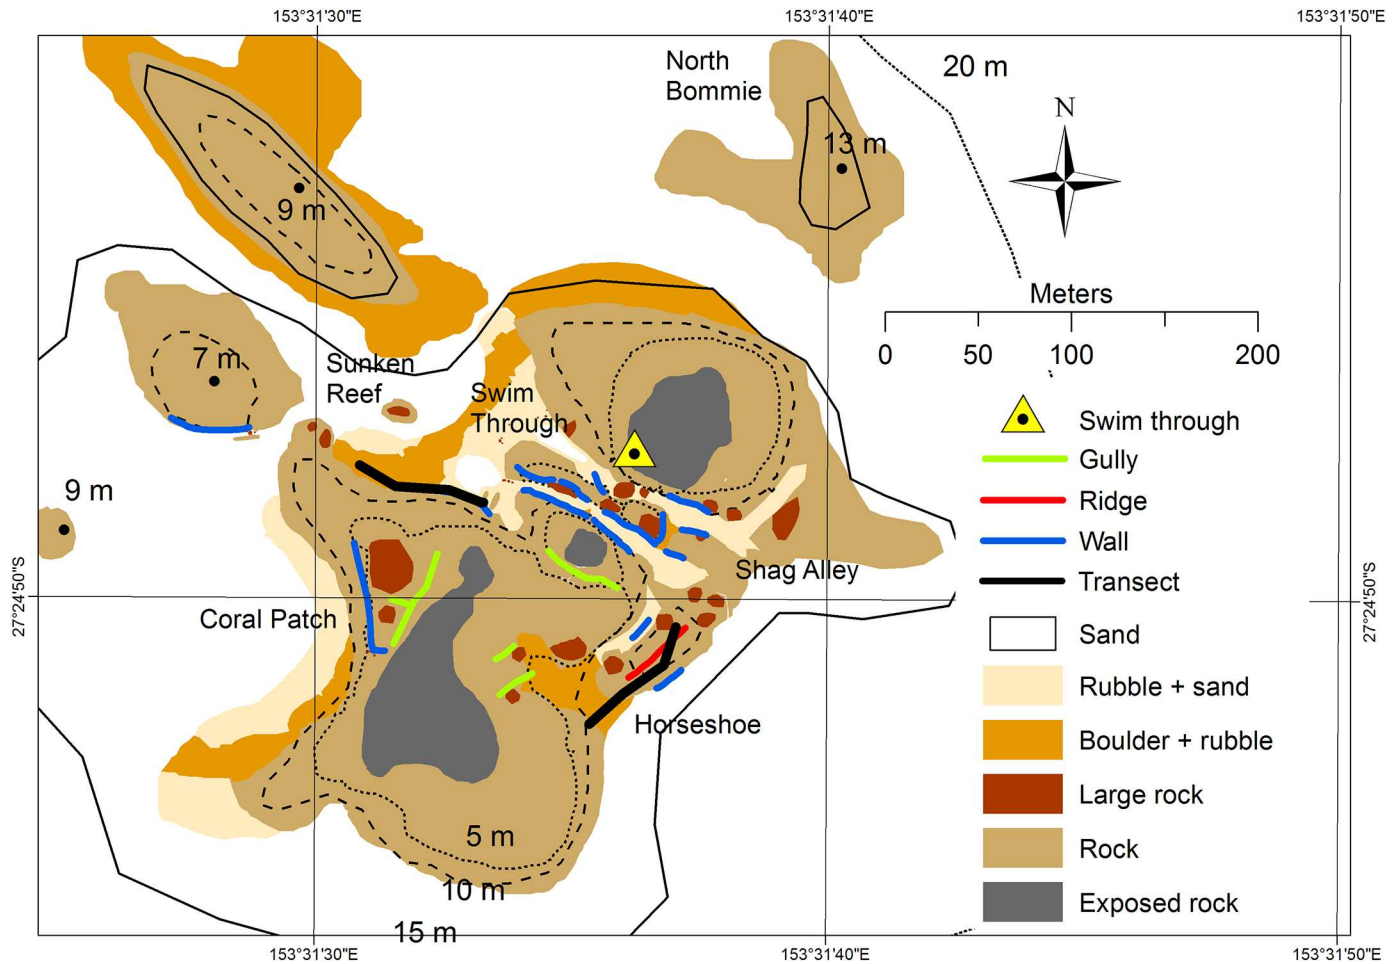 153°31'30"E
153°31'40"E
153°31'50"E
North
Bommie
20 m
N
13 m
9 m
Meters
0 50 100 200
7 m
Sunken
Reef
Swim
Through
Swim through
Gully
9 m
Ridge
Wall
Shag Alley
Transect
27°24'50"S
27°24'50"S
Coral Patch
Sand
Rubble + sand
Horseshoe
Boulder + rubble
Large rock
5 m
Rock
10 m
Exposed rock
15 m
153°31'30"E
153°31'40"E
153°31'50"E